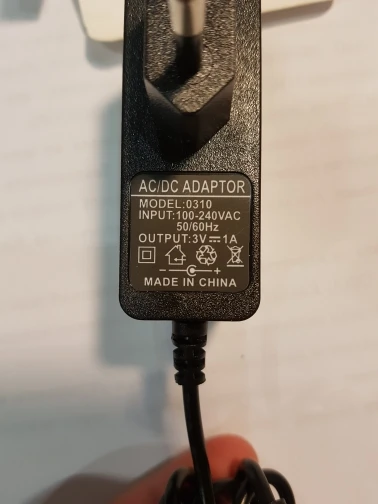 AC/DC ADAPTOR
MODEL:0310
INPUT:100-240VAC
50/60Hz
OUTPUT:3V⎓1A
- +
MADE IN CHINA